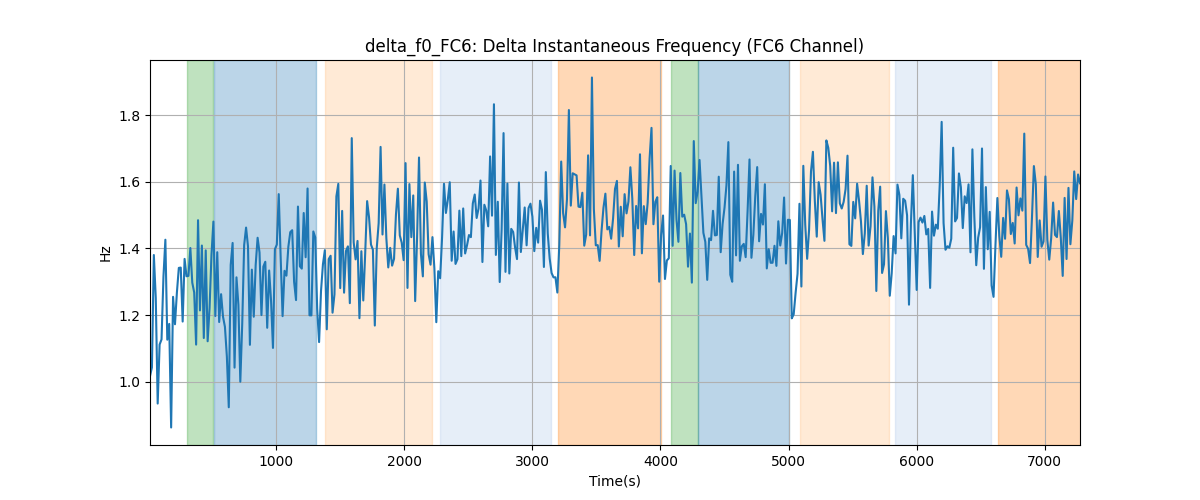 delta_f0_FC6: Delta Instantaneous Frequency (FC6 Channel)
Hz
1.8
1.6
1.4
1.2
1.0
1000 2000 3000 4000 5000 6000 7000
Time(s)